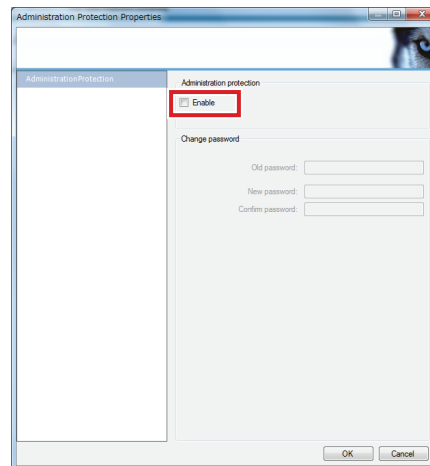 Administration Protection Properties
AdministrationProtection
Administration protection
Enable
Change password
Old password:
New password:
Confirm password:
OK
Cancel